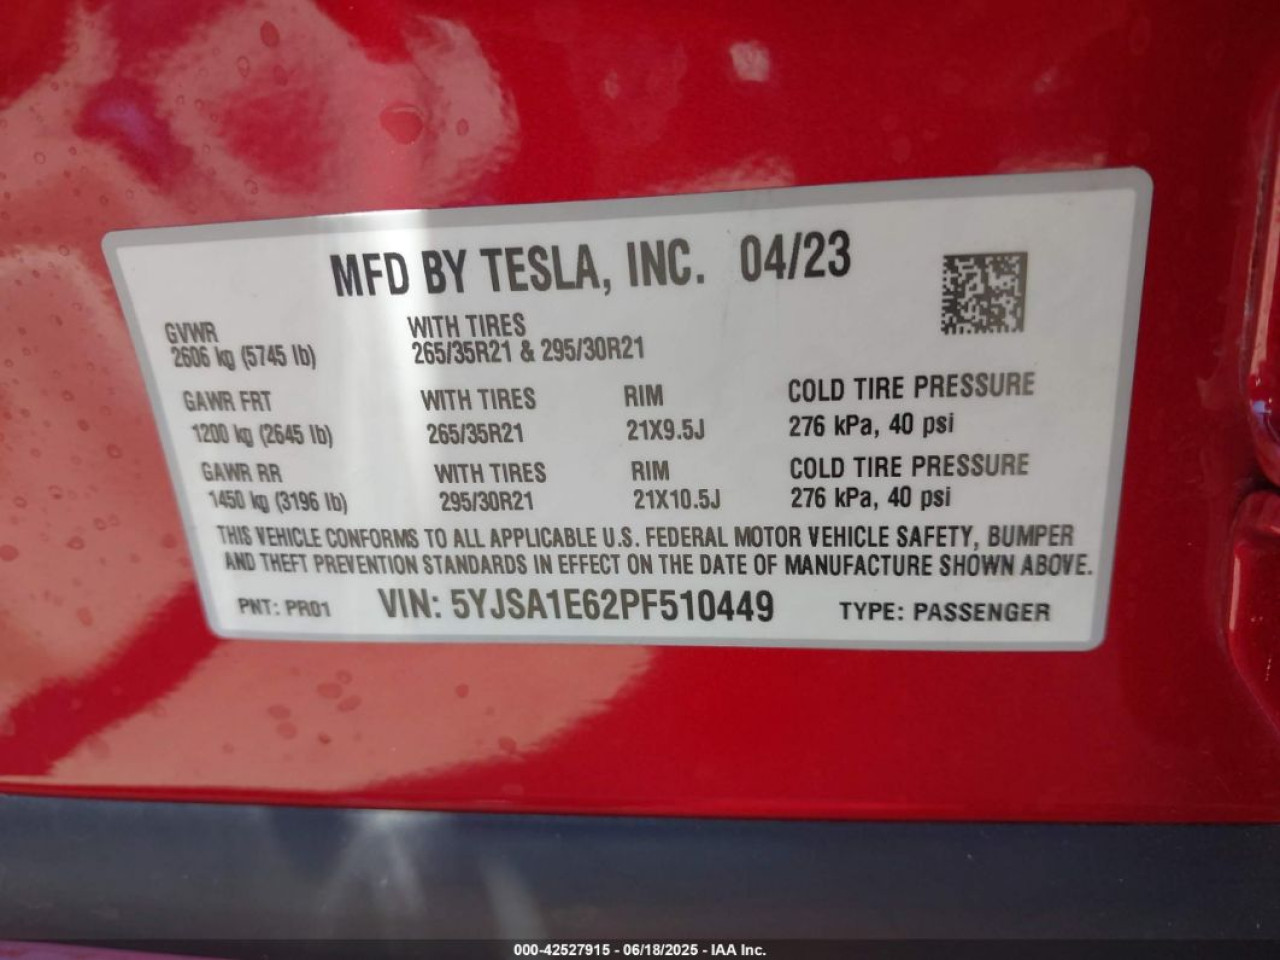 MFD BY TESLA, INC. 04/23
GVWR WITH TIRES
2606 kg (5745 lb) 265/35R21 & 295/30R21
GAWR FRT WITH TIRES RIM COLD TIRE PRESSURE
1200 kg (2645 lb) 265/35R21 21X9.5J 276 kPa, 40 psi
GAWR RR WITH TIRES RIM COLD TIRE PRESSURE
1450 kg (3196 lb) 295/30R21 21X10.5J 276 kPa, 40 psi
THIS VEHICLE CONFORMS TO ALL APPLICABLE U.S. FEDERAL MOTOR VEHICLE SAFETY, BUMPER
AND THEFT PREVENTION STANDARDS IN EFFECT ON THE DATE OF MANUFACTURE SHOWN ABOVE.
PNT: PR01 VIN: 5YJSA1E62PF510449 TYPE: PASSENGER
000-42527915 - 06/18/2025 - IAA Inc.